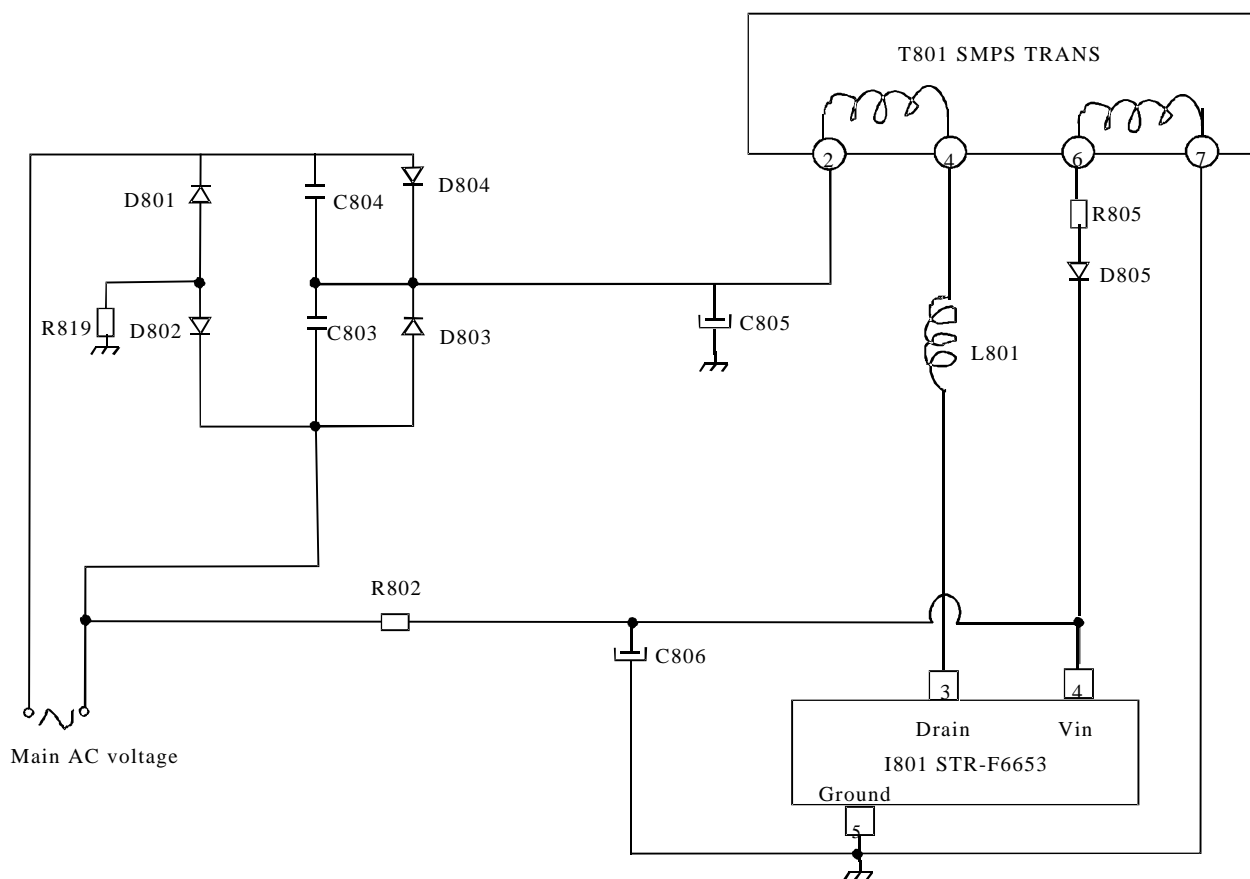 T801 SMPS TRANS
2
4
6
7
D801
C804
D804
R805
D805
R819
D802
C803
D803
C805
L801
R802
C806
3
4
Main AC voltage
Drain
Vin
I801 STR-F6653
Ground
5